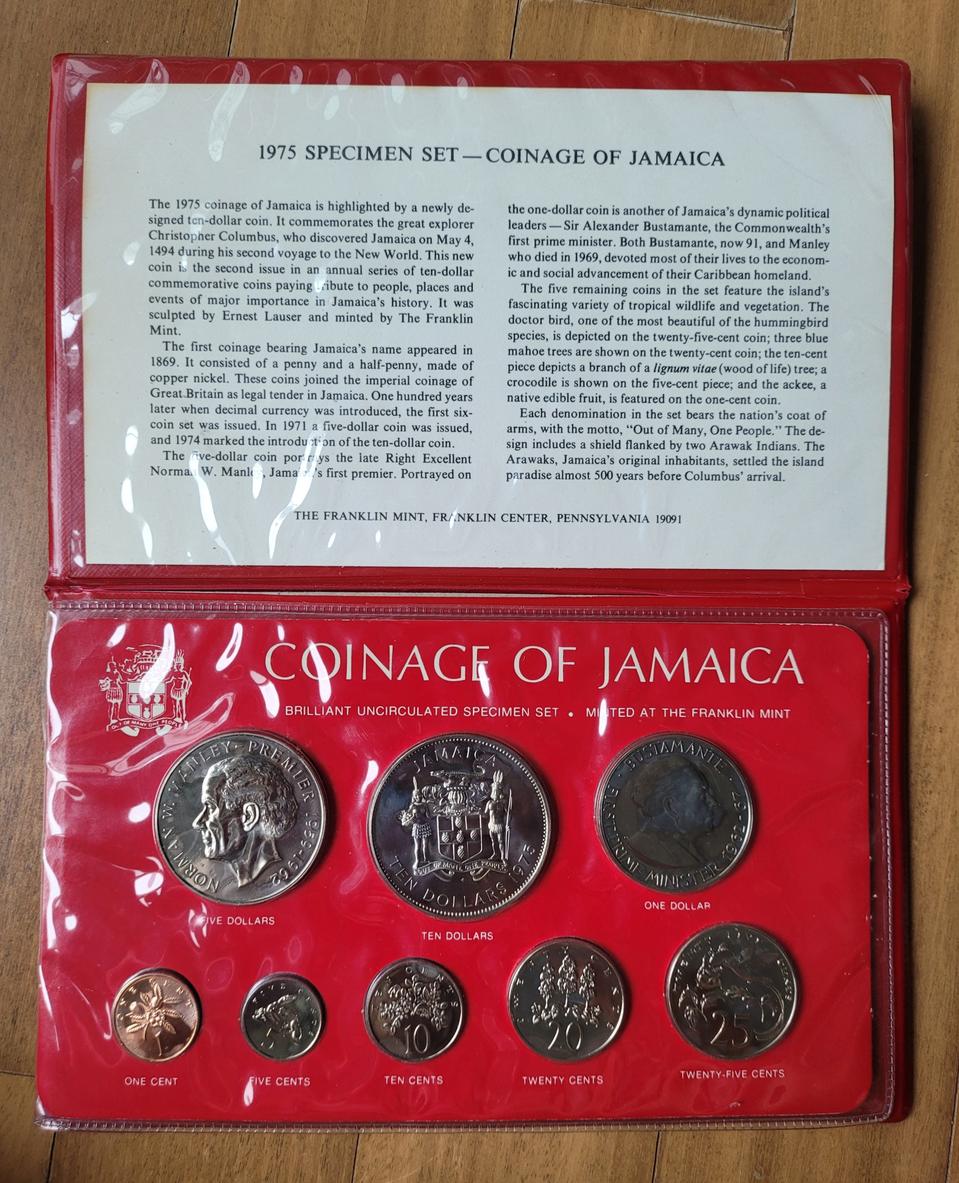 1975 SPECIMEN SET — COINAGE OF JAMAICA
The 1975 coinage of Jamaica is highlighted by a newly de-
signed ten-dollar coin. It commemorates the great explorer
Christopher Columbus, who discovered Jamaica on May 4,
1494 during his second voyage to the New World. This new
coin is the second issue in an annual series of ten-dollar
commemorative coins paying tribute to people, places and
events of major importance in Jamaica's history. It was
sculpted by Ernest Lauser and minted by The Franklin
Mint.
The first coinage bearing Jamaica's name appeared in
1869. It consisted of a penny and a half-penny, made of
copper nickel. These coins joined the imperial coinage of
Great Britain as legal tender in Jamaica. One hundred years
later when decimal currency was introduced, the first six-
coin set was issued. In 1971 a five-dollar coin was issued,
and 1974 marked the introduction of the ten-dollar coin.
The five-dollar coin portrays the late Right Excellent
Norman W. Manley, Jamaica's first premier. Portrayed on
the one-dollar coin is another of Jamaica's dynamic political
leaders — Sir Alexander Bustamante, the Commonwealth's
first prime minister. Both Bustamante, now 91, and Manley
who died in 1969, devoted most of their lives to the econom-
ic and social advancement of their Caribbean homeland.
The five remaining coins in the set feature the island's
fascinating variety of tropical wildlife and vegetation. The
doctor bird, one of the most beautiful of the hummingbird
species, is depicted on the twenty-five-cent coin; three blue
mahoe trees are shown on the twenty-cent coin; the ten-cent
piece depicts a branch of a lignum vitae (wood of life) tree; a
crocodile is shown on the five-cent piece; and the ackee, a
native edible fruit, is featured on the one-cent coin.
Each denomination in the set bears the nation's coat of
arms, with the motto, "Out of Many, One People." The de-
sign includes a shield flanked by two Arawak Indians. The
Arawaks, Jamaica's original inhabitants, settled the island
paradise almost 500 years before Columbus' arrival.
THE FRANKLIN MINT, FRANKLIN CENTER, PENNSYLVANIA 19091
COINAGE OF JAMAICA
OUT OF MANY ONE PEOPLE
BRILLIANT UNCIRCULATED SPECIMEN SET • MINTED AT THE FRANKLIN MINT
NORMAN W. MANLEY · PREMIER 1959-1962
JAMAICA
OUT OF MANY, ONE PEOPLE
TEN DOLLARS 1975
BUSTAMANTE
MINISTER 1962-1967
FIVE DOLLARS
TEN DOLLARS
ONE DOLLAR
1
FIVE
10
20
25
ONE CENT
FIVE CENTS
TEN CENTS
TWENTY CENTS
TWENTY-FIVE CENTS